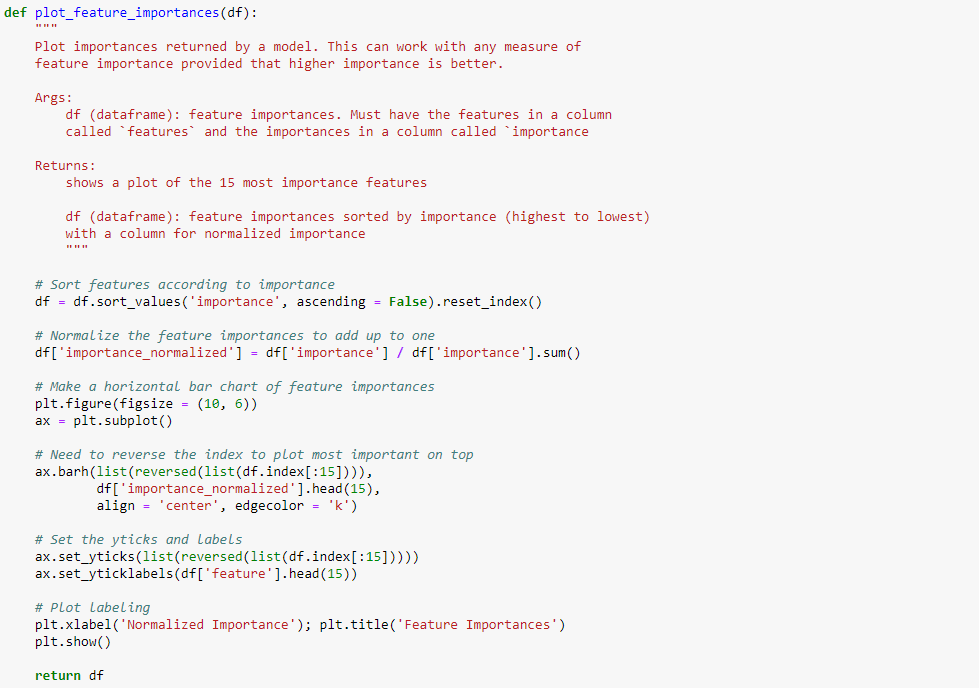 def plot_feature_importances(df):
    """
    Plot importances returned by a model. This can work with any measure of
    feature importance provided that higher importance is better.

    Args:
        df (dataframe): feature importances. Must have the features in a column
        called `features` and the importances in a column called `importance

    Returns:
        shows a plot of the 15 most importance features

        df (dataframe): feature importances sorted by importance (highest to lowest)
        with a column for normalized importance
        """

    # Sort features according to importance
    df = df.sort_values('importance', ascending = False).reset_index()

    # Normalize the feature importances to add up to one
    df['importance_normalized'] = df['importance'] / df['importance'].sum()

    # Make a horizontal bar chart of feature importances
    plt.figure(figsize = (10, 6))
    ax = plt.subplot()

    # Need to reverse the index to plot most important on top
    ax.barh(list(reversed(list(df.index[:15]))),
            df['importance_normalized'].head(15),
            align = 'center', edgecolor = 'k')

    # Set the yticks and labels
    ax.set_yticks(list(reversed(list(df.index[:15]))))
    ax.set_yticklabels(df['feature'].head(15))

    # Plot labeling
    plt.xlabel('Normalized Importance'); plt.title('Feature Importances')
    plt.show()

    return df